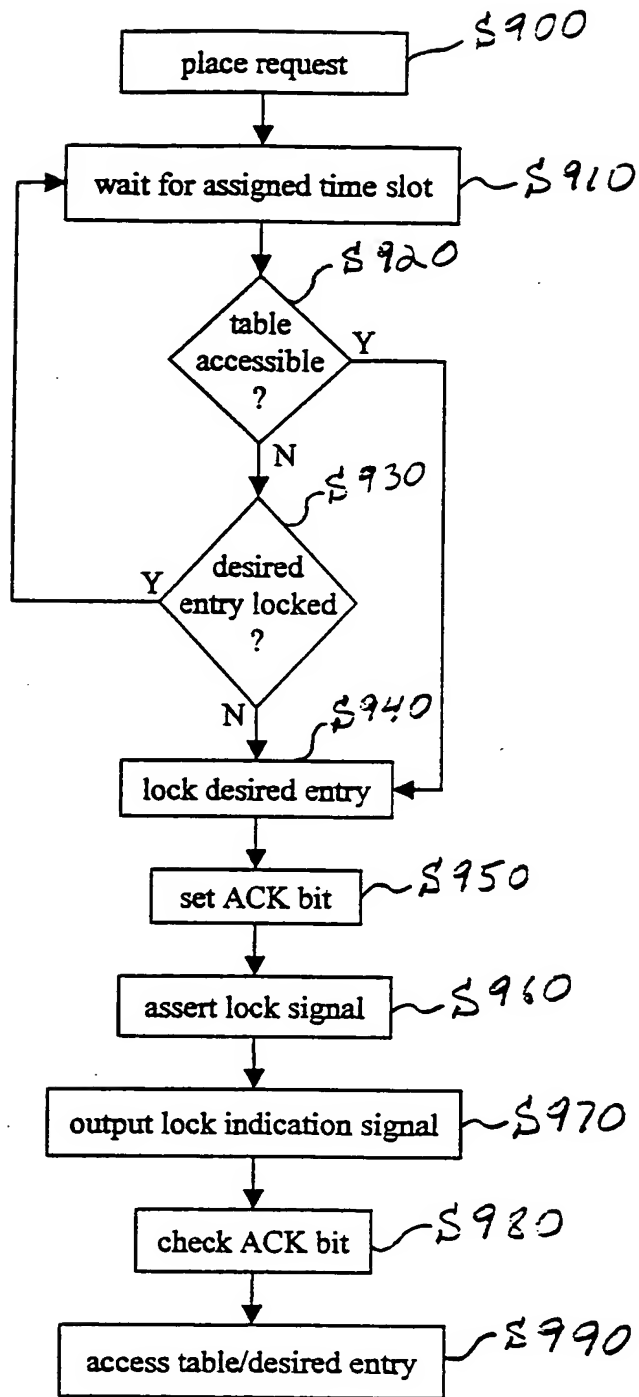 S900
place request
wait for assigned time slot
S910
S920
table
accessible
?
Y
N
S930
desired
entry locked
?
Y
N
S940
lock desired entry
set ACK bit
S950
assert lock signal
S960
output lock indication signal
S970
check ACK bit
S980
access table/desired entry
S990